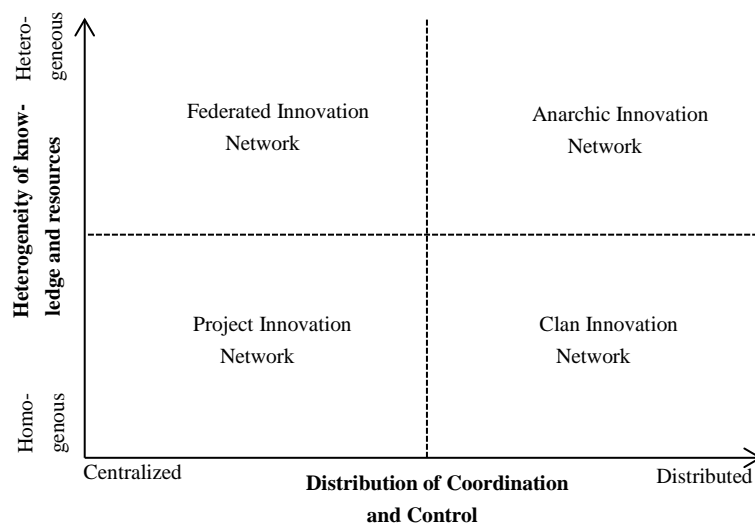 Hetero-
geneous
Heterogeneity of know-
ledge and resources
Homo-
genous
Federated Innovation
Network
Anarchic Innovation
Network
Project Innovation
Network
Clan Innovation
Network
Centralized
Distribution of Coordination
and Control
Distributed